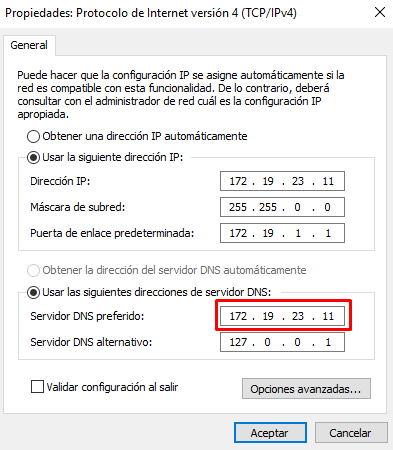 Propiedades: Protocolo de Internet versión 4 (TCP/IPv4)
General
Puede hacer que la configuración IP se asigne automáticamente si la
red es compatible con esta funcionalidad. De lo contrario, deberá
consultar con el administrador de red cuál es la configuración IP
apropiada.
Obtener una dirección IP automáticamente
Usar la siguiente dirección IP:
Dirección IP: 172 . 19 . 23 . 11
Máscara de subred: 255 . 255 . 0 . 0
Puerta de enlace predeterminada: 172 . 19 . 1 . 1
Obtener la dirección del servidor DNS automáticamente
Usar las siguientes direcciones de servidor DNS:
Servidor DNS preferido: 172 . 19 . 23 . 11
Servidor DNS alternativo: 127 . 0 . 0 . 1
Validar configuración al salir
Opciones avanzadas...
Aceptar Cancelar